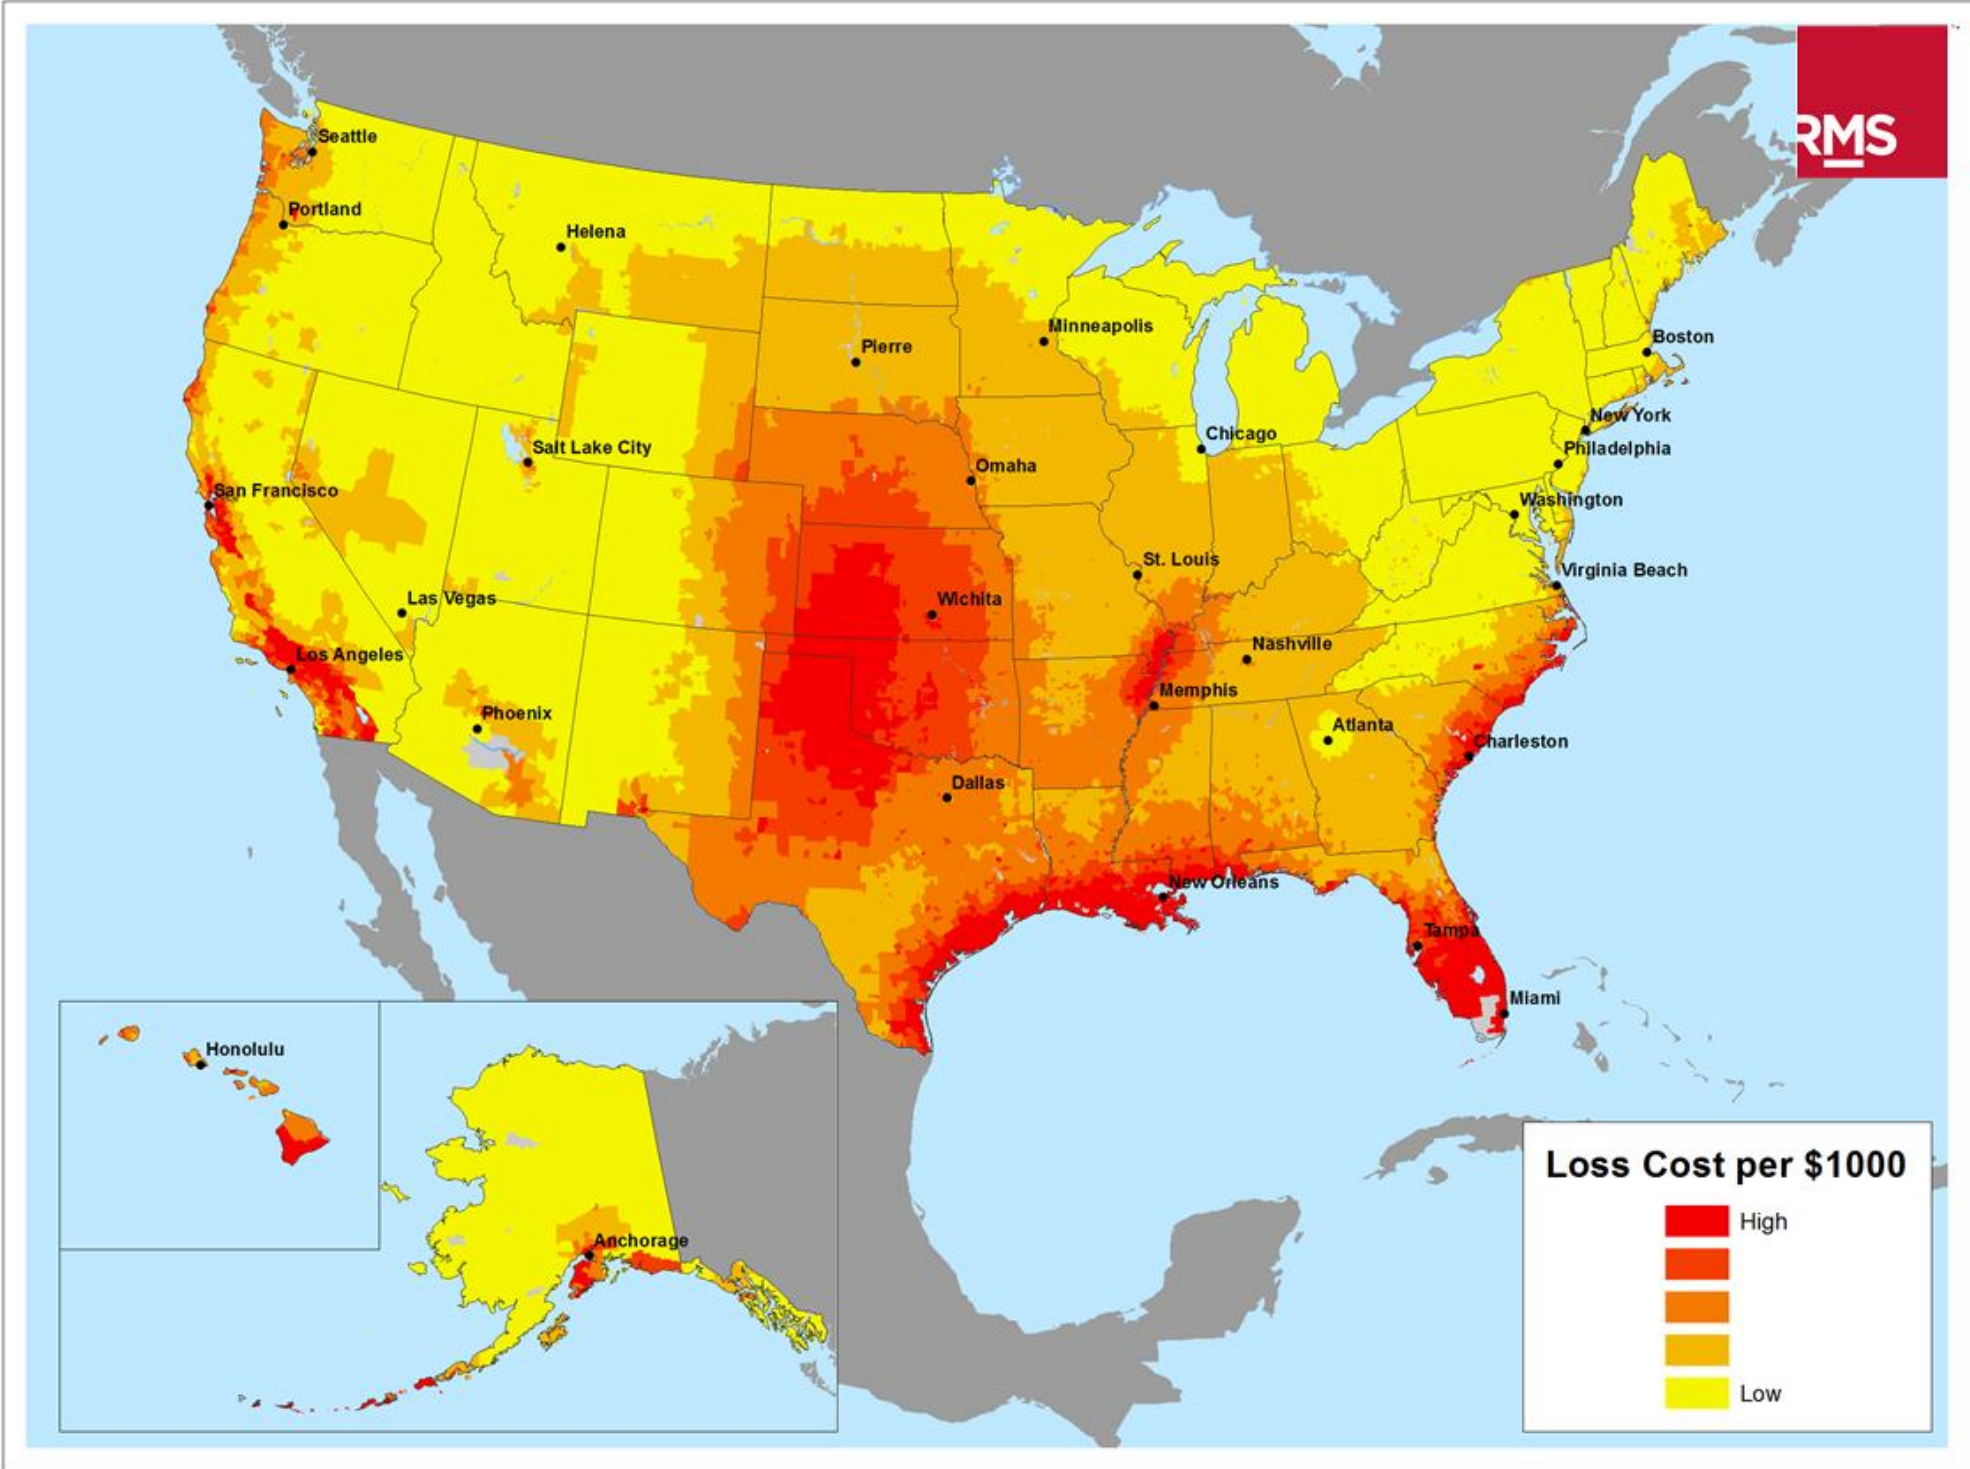 RMS
Seattle
Portland
Helena
Minneapolis
Pierre
Boston
New York
Chicago
Philadelphia
Salt Lake City
Omaha
San Francisco
Washington
St. Louis
Virginia Beach
Las Vegas
Wichita
Nashville
Los Angeles
Memphis
Phoenix
Atlanta
Charleston
Dallas
New Orleans
Tampa
Miami
Honolulu
Anchorage
Loss Cost per $1000
High
Low